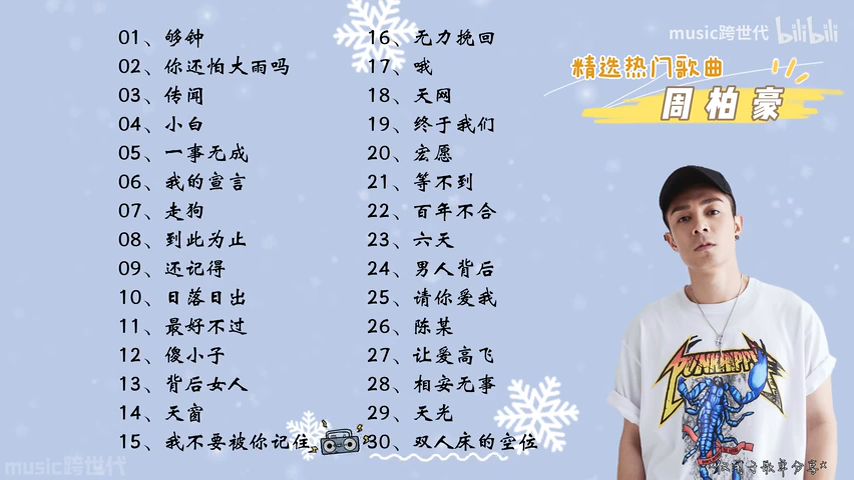 01、够钟
02、你还怕大雨吗
03、传闻
04、小白
05、一事无成
06、我的宣言
07、走狗
08、到此为止
09、还记得
10、日落日出
11、最好不过
12、傻小子
13、背后女人
14、天窗
15、我不要被你记住
16、无力挽回
17、哦
18、天网
19、终于我们
20、宏愿
21、等不到
22、百年不合
23、六天
24、男人背后
25、请你爱我
26、陈某
27、让爱高飞
28、相安无事
29、天光
30、双人床的空位
music跨世代 bilibili
精选热门歌曲
周柏豪
music跨世代